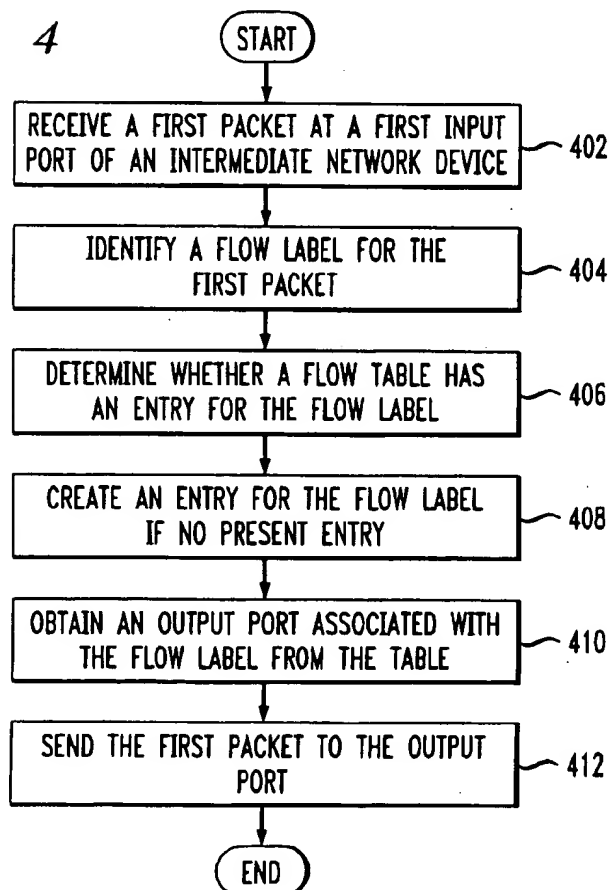 4
START
RECEIVE A FIRST PACKET AT A FIRST INPUT
PORT OF AN INTERMEDIATE NETWORK DEVICE
402
IDENTIFY A FLOW LABEL FOR THE
FIRST PACKET
404
DETERMINE WHETHER A FLOW TABLE HAS
AN ENTRY FOR THE FLOW LABEL
406
CREATE AN ENTRY FOR THE FLOW LABEL
IF NO PRESENT ENTRY
408
OBTAIN AN OUTPUT PORT ASSOCIATED WITH
THE FLOW LABEL FROM THE TABLE
410
SEND THE FIRST PACKET TO THE OUTPUT
PORT
412
END